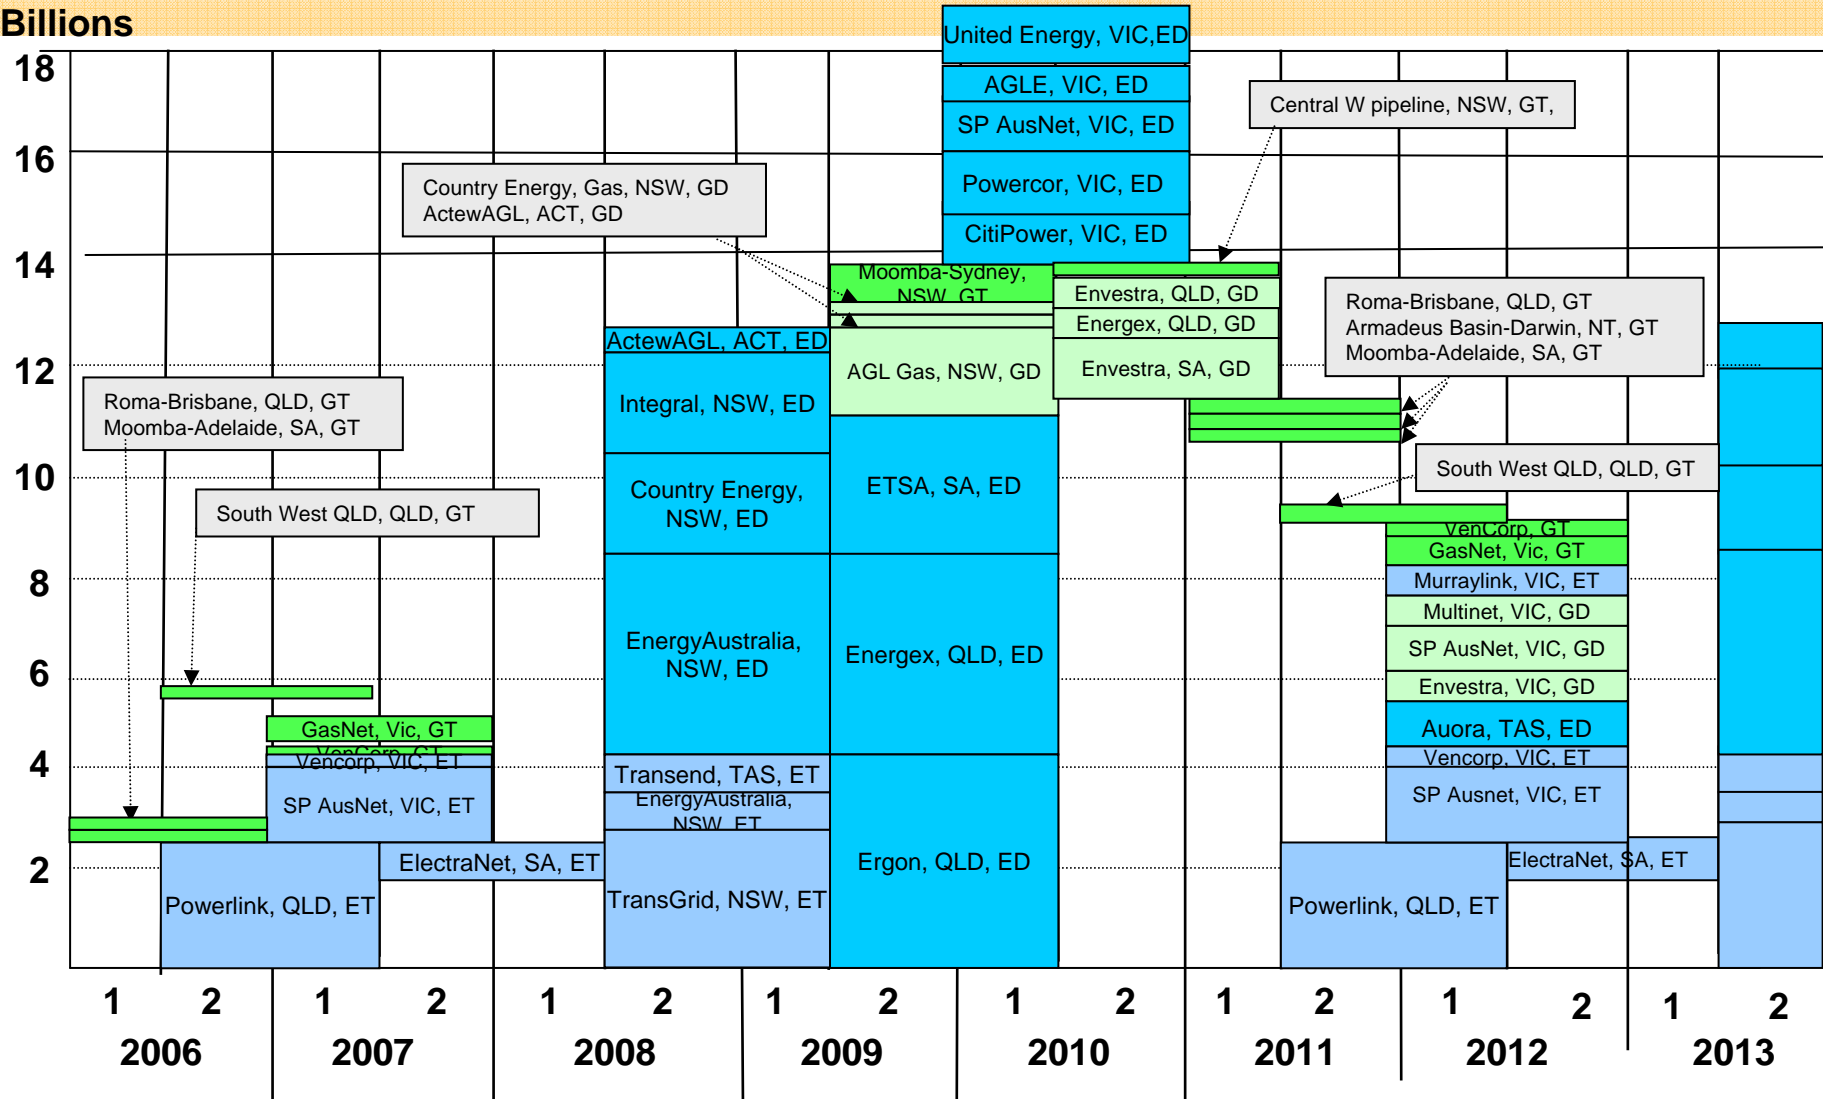 Billions
United Energy, VIC,ED
18
AGLE, VIC, ED
Central W pipeline, NSW, GT,
SP AusNet, VIC, ED
16
Country Energy, Gas, NSW, GD
ActewAGL, ACT, GD
Powercor, VIC, ED
CitiPower, VIC, ED
14
Moomba-Sydney,
NSW, GT
Envestra, QLD, GD
Energex, QLD, GD
Envestra, SA, GD
Roma-Brisbane, QLD, GT
Armadeus Basin-Darwin, NT, GT
Moomba-Adelaide, SA, GT
ActewAGL, ACT, ED
12
AGL Gas, NSW, GD
Roma-Brisbane, QLD, GT
Moomba-Adelaide, SA, GT
Integral, NSW, ED
10
South West QLD, QLD, GT
Country Energy,
NSW, ED
ETSA, SA, ED
South West QLD, QLD, GT
VenCorp, GT
GasNet, Vic, GT
8
Murraylink, VIC, ET
Multinet, VIC, GD
EnergyAustralia,
NSW, ED
Energex, QLD, ED
SP AusNet, VIC, GD
6
Envestra, VIC, GD
GasNet, Vic, GT
Auora, TAS, ED
VenCorp, GT
Vencorp, VIC, ET
Vencorp, VIC, ET
4
Transend, TAS, ET
SP AusNet, VIC, ET
EnergyAustralia,
NSW, ET
SP Ausnet, VIC, ET
2
ElectraNet, SA, ET
Ergon, QLD, ED
ElectraNet, SA, ET
Powerlink, QLD, ET
TransGrid, NSW, ET
Powerlink, QLD, ET
1 2 1 2 1 2 1 2 1 2 1 2 1 2 1 2
2006 2007 2008 2009 2010 2011 2012 2013